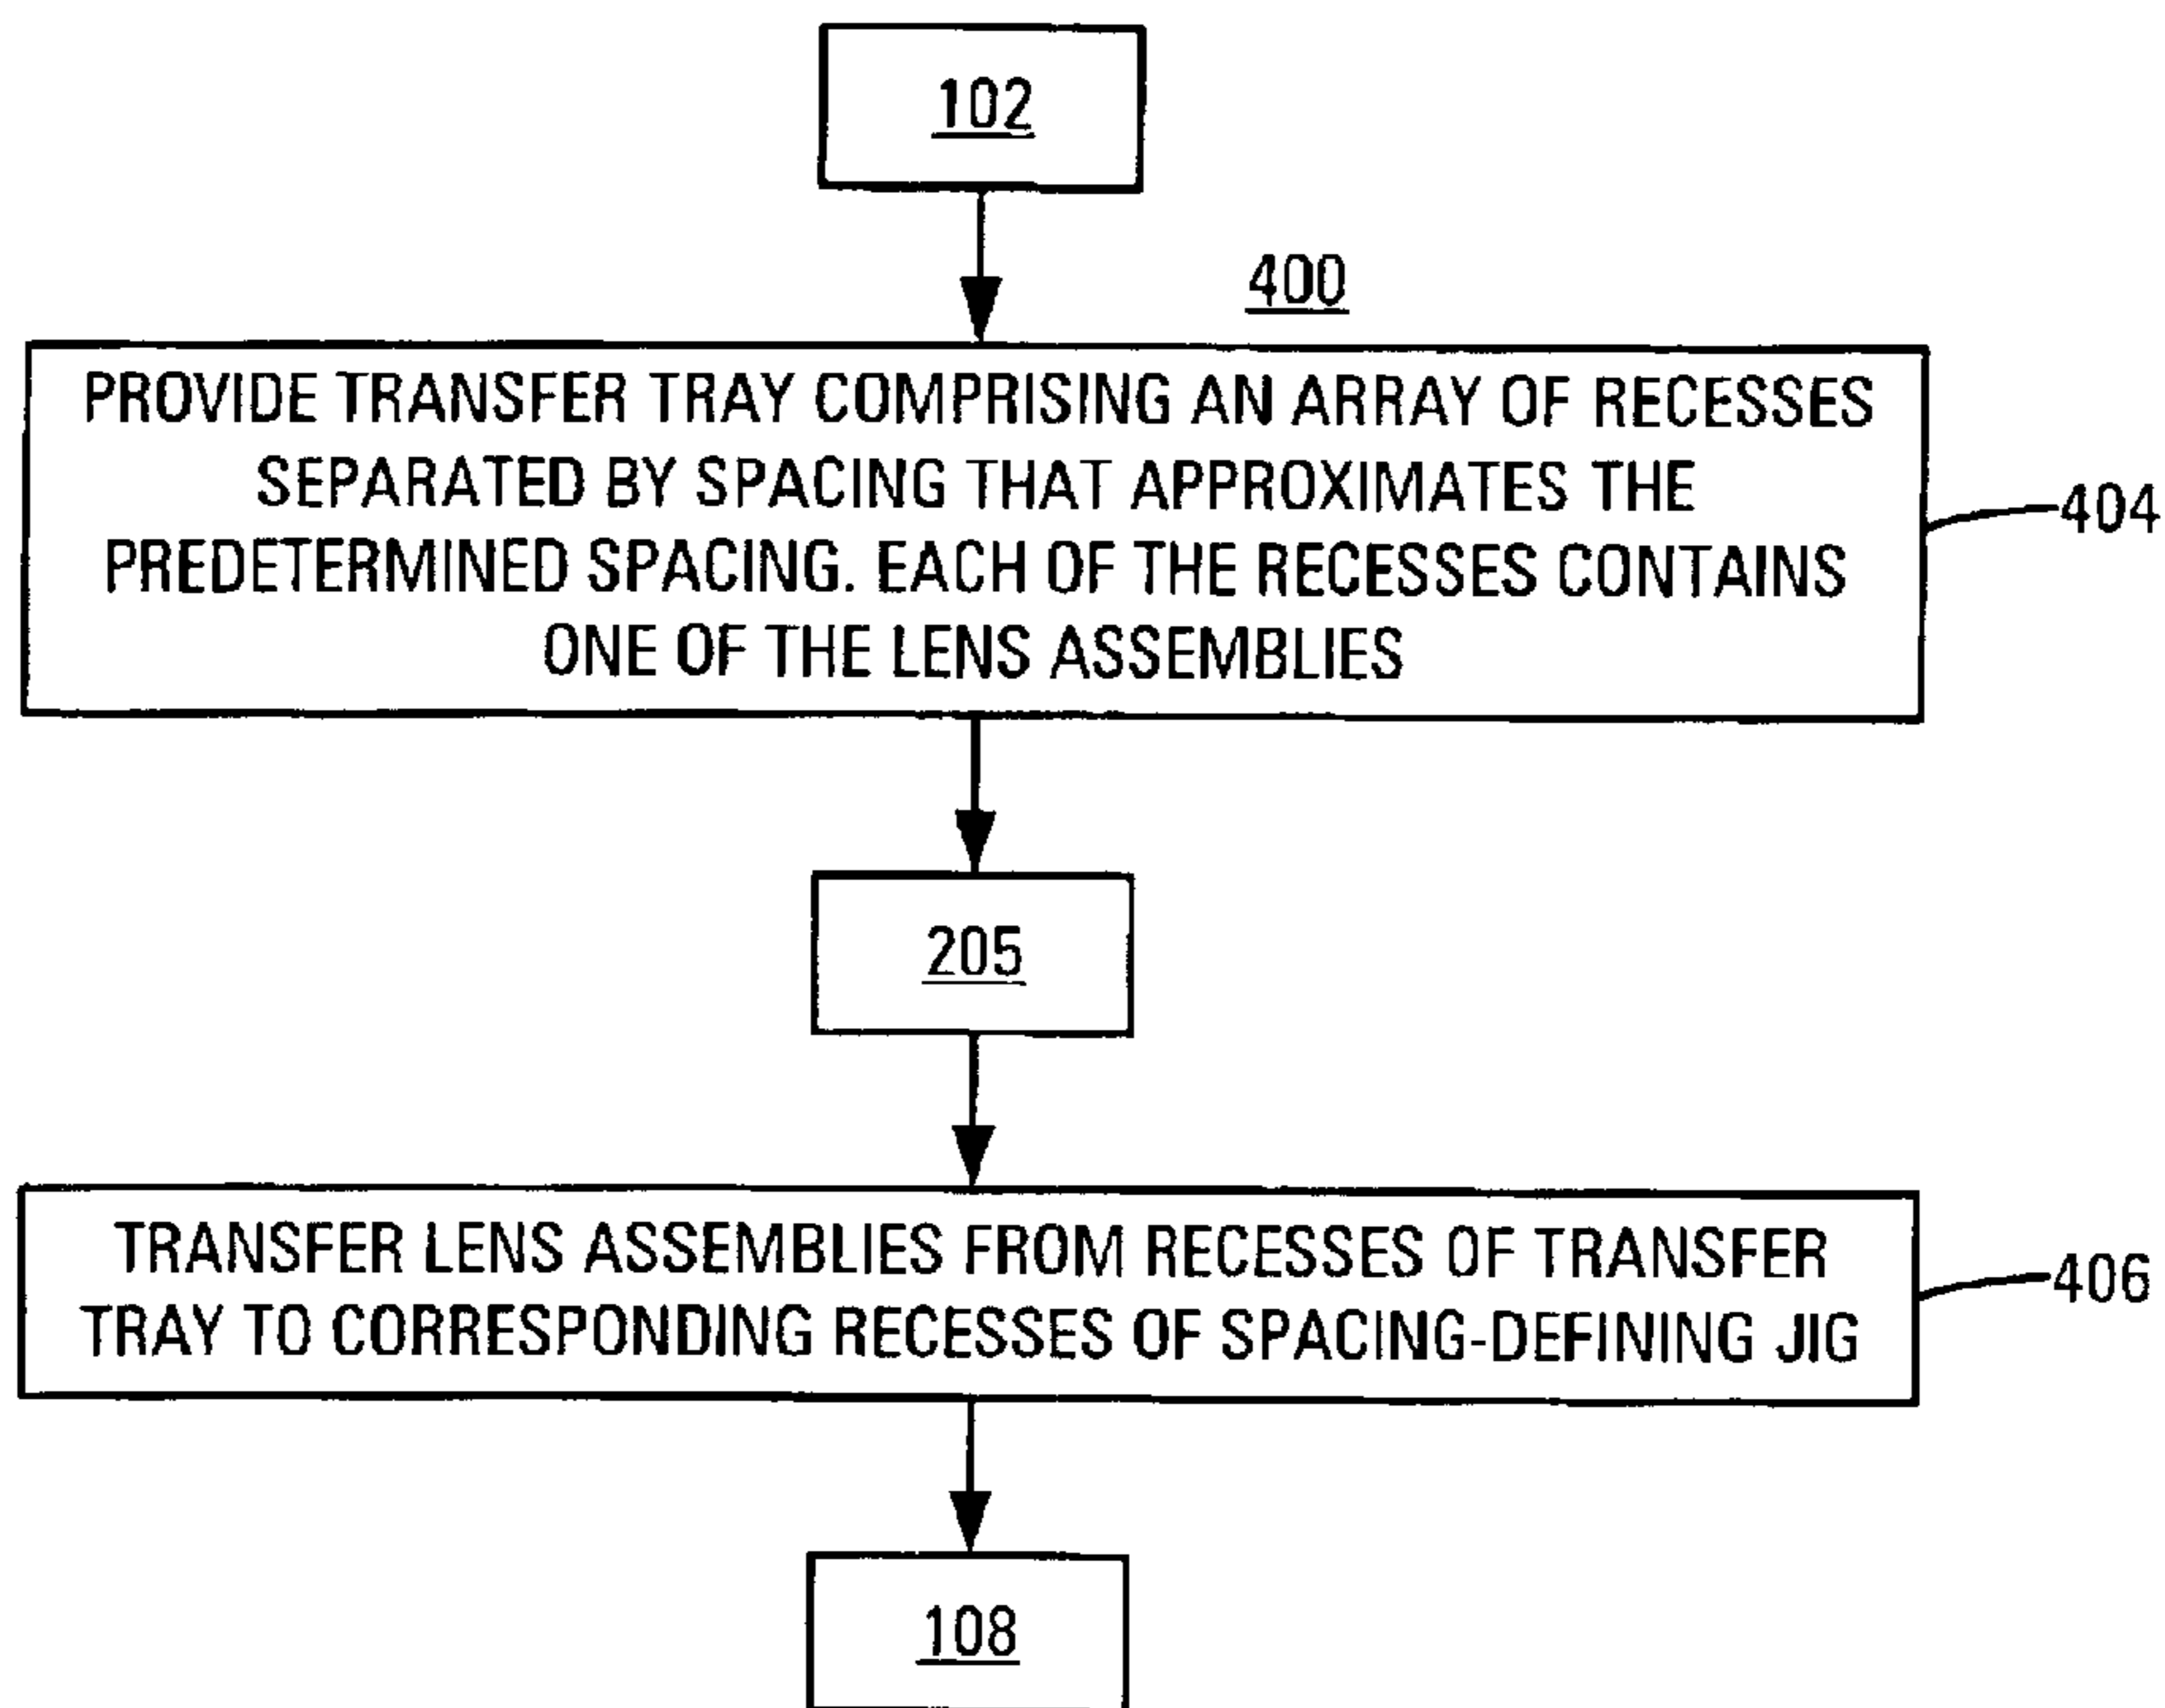 102
400
PROVIDE TRANSFER TRAY COMPRISING AN ARRAY OF RECESSES
SEPARATED BY SPACING THAT APPROXIMATES THE
PREDETERMINED SPACING. EACH OF THE RECESSES CONTAINS
ONE OF THE LENS ASSEMBLIES
404
205
TRANSFER LENS ASSEMBLIES FROM RECESSES OF TRANSFER
TRAY TO CORRESPONDING RECESSES OF SPACING-DEFINING JIG
406
108